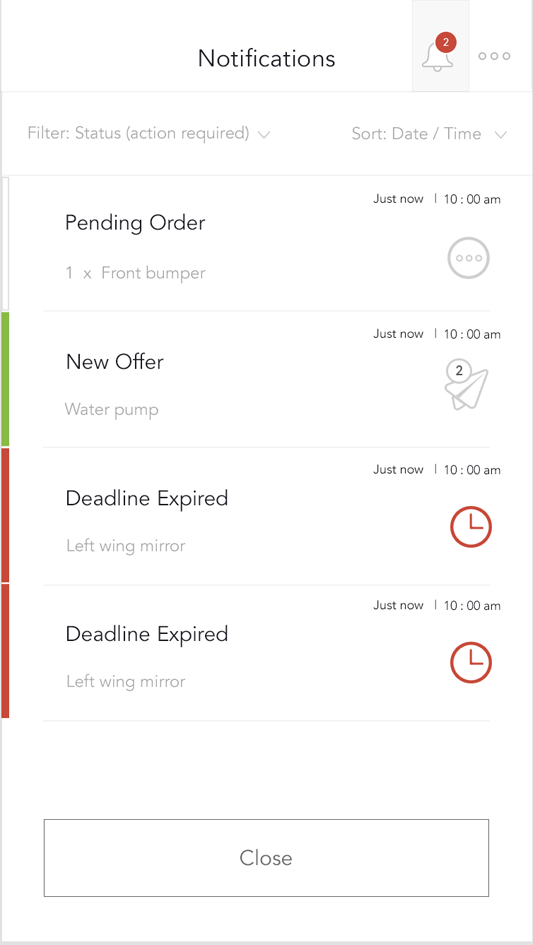 Notifications
2
Filter: Status (action required)
Sort: Date / Time
Just now | 10 : 00 am
Pending Order
1 x Front bumper
Just now | 10 : 00 am
New Offer
2
Water pump
Just now | 10 : 00 am
Deadline Expired
Left wing mirror
Just now | 10 : 00 am
Deadline Expired
Left wing mirror
Close